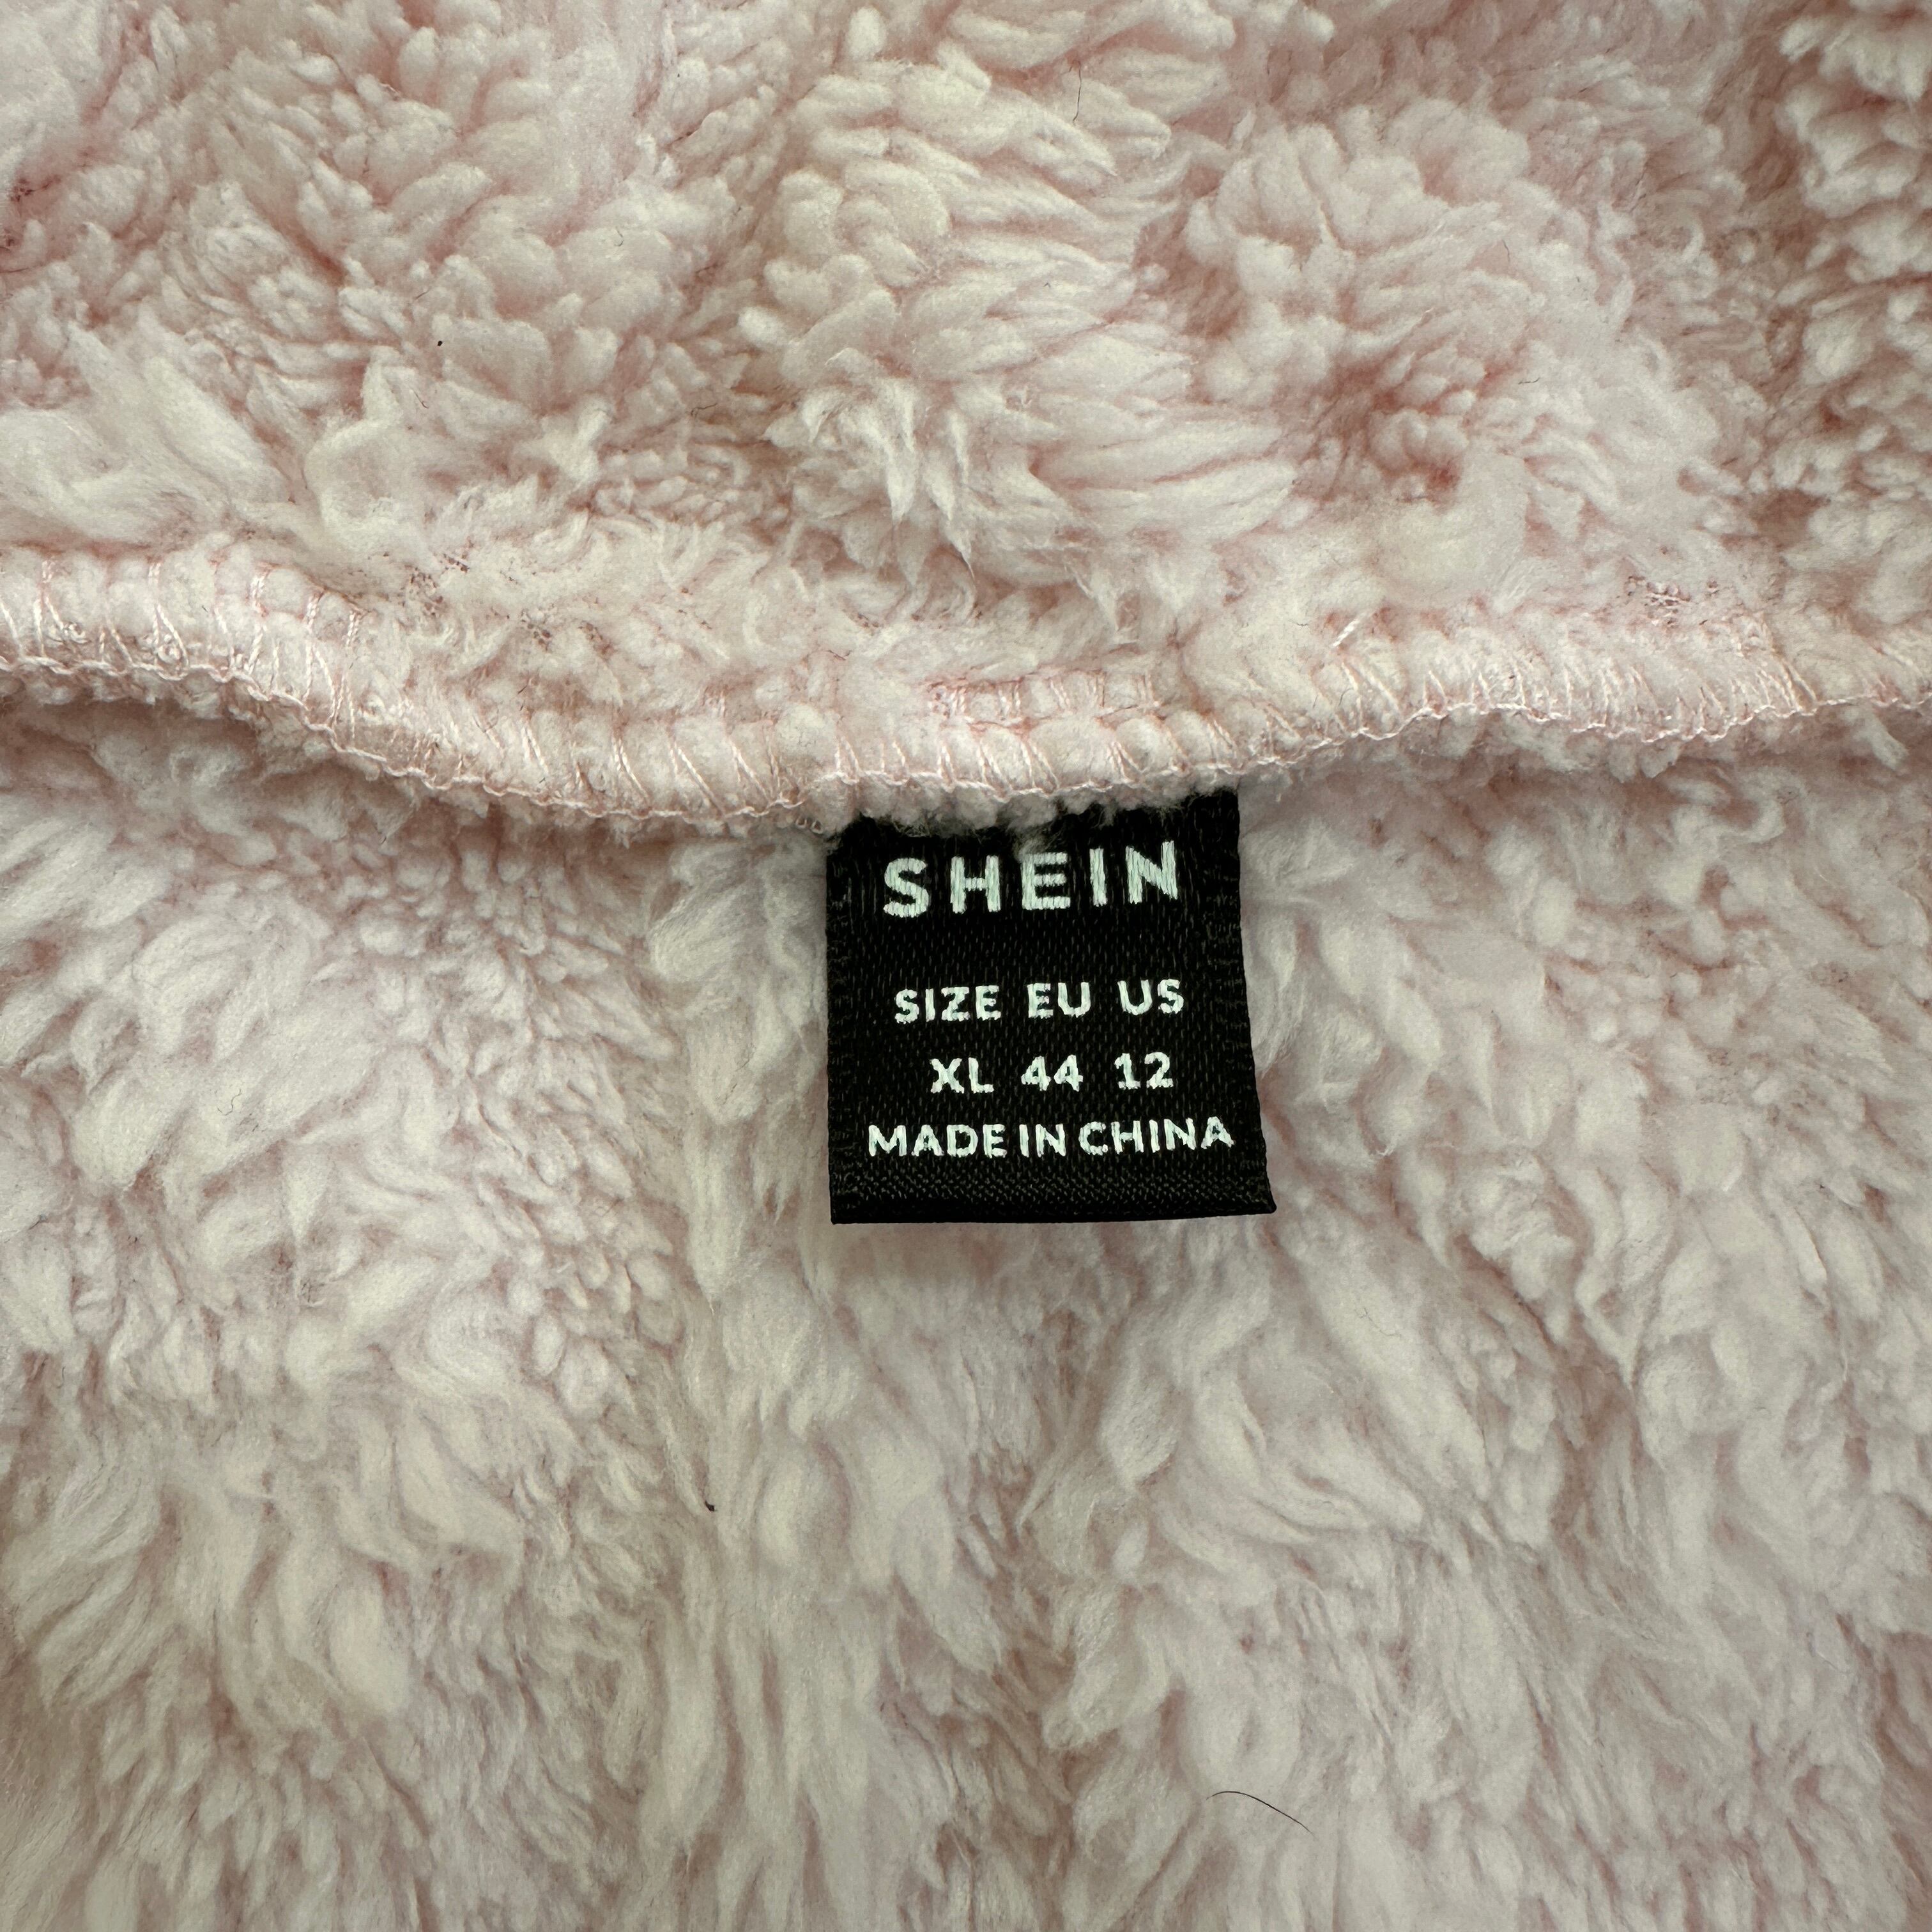 SHEIN
SIZE EU US
XL 44 12
MADE IN CHINA